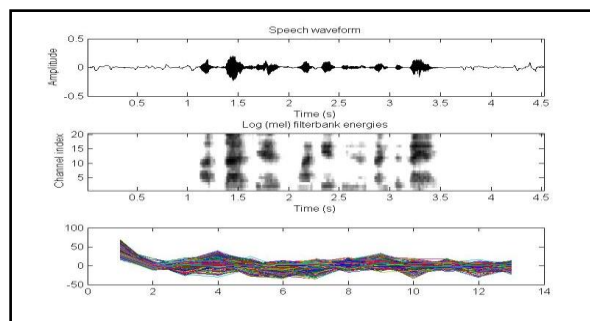 Speech waveform
0.5
0
-0.5
Amplitude
0.5 1 1.5 2 2.5 3 3.5 4 4.5
Time (s)
Log (mel) filterbank energies
20
15
10
5
Channel index
0.5 1 1.5 2 2.5 3 3.5 4 4.5
Time (s)
100
50
0
-50
0 2 4 6 8 10 12 14